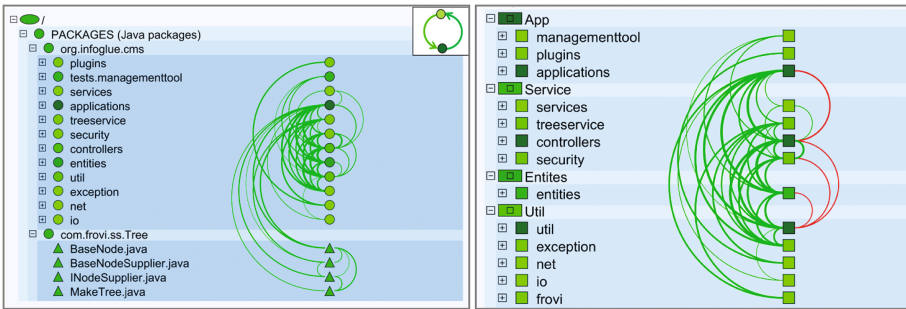 /
PACKAGES (Java packages)
org.infoglue.cms
plugins
tests.managementtool
services
applications
treeservice
security
controllers
entities
util
exception
net
io
com.frovi.ss.Tree
BaseNode.java
BaseNodeSupplier.java
INodeSupplier.java
MakeTree.java
App
managementtool
plugins
applications
Service
services
treeservice
controllers
security
Entites
entities
Util
util
exception
net
io
frovi